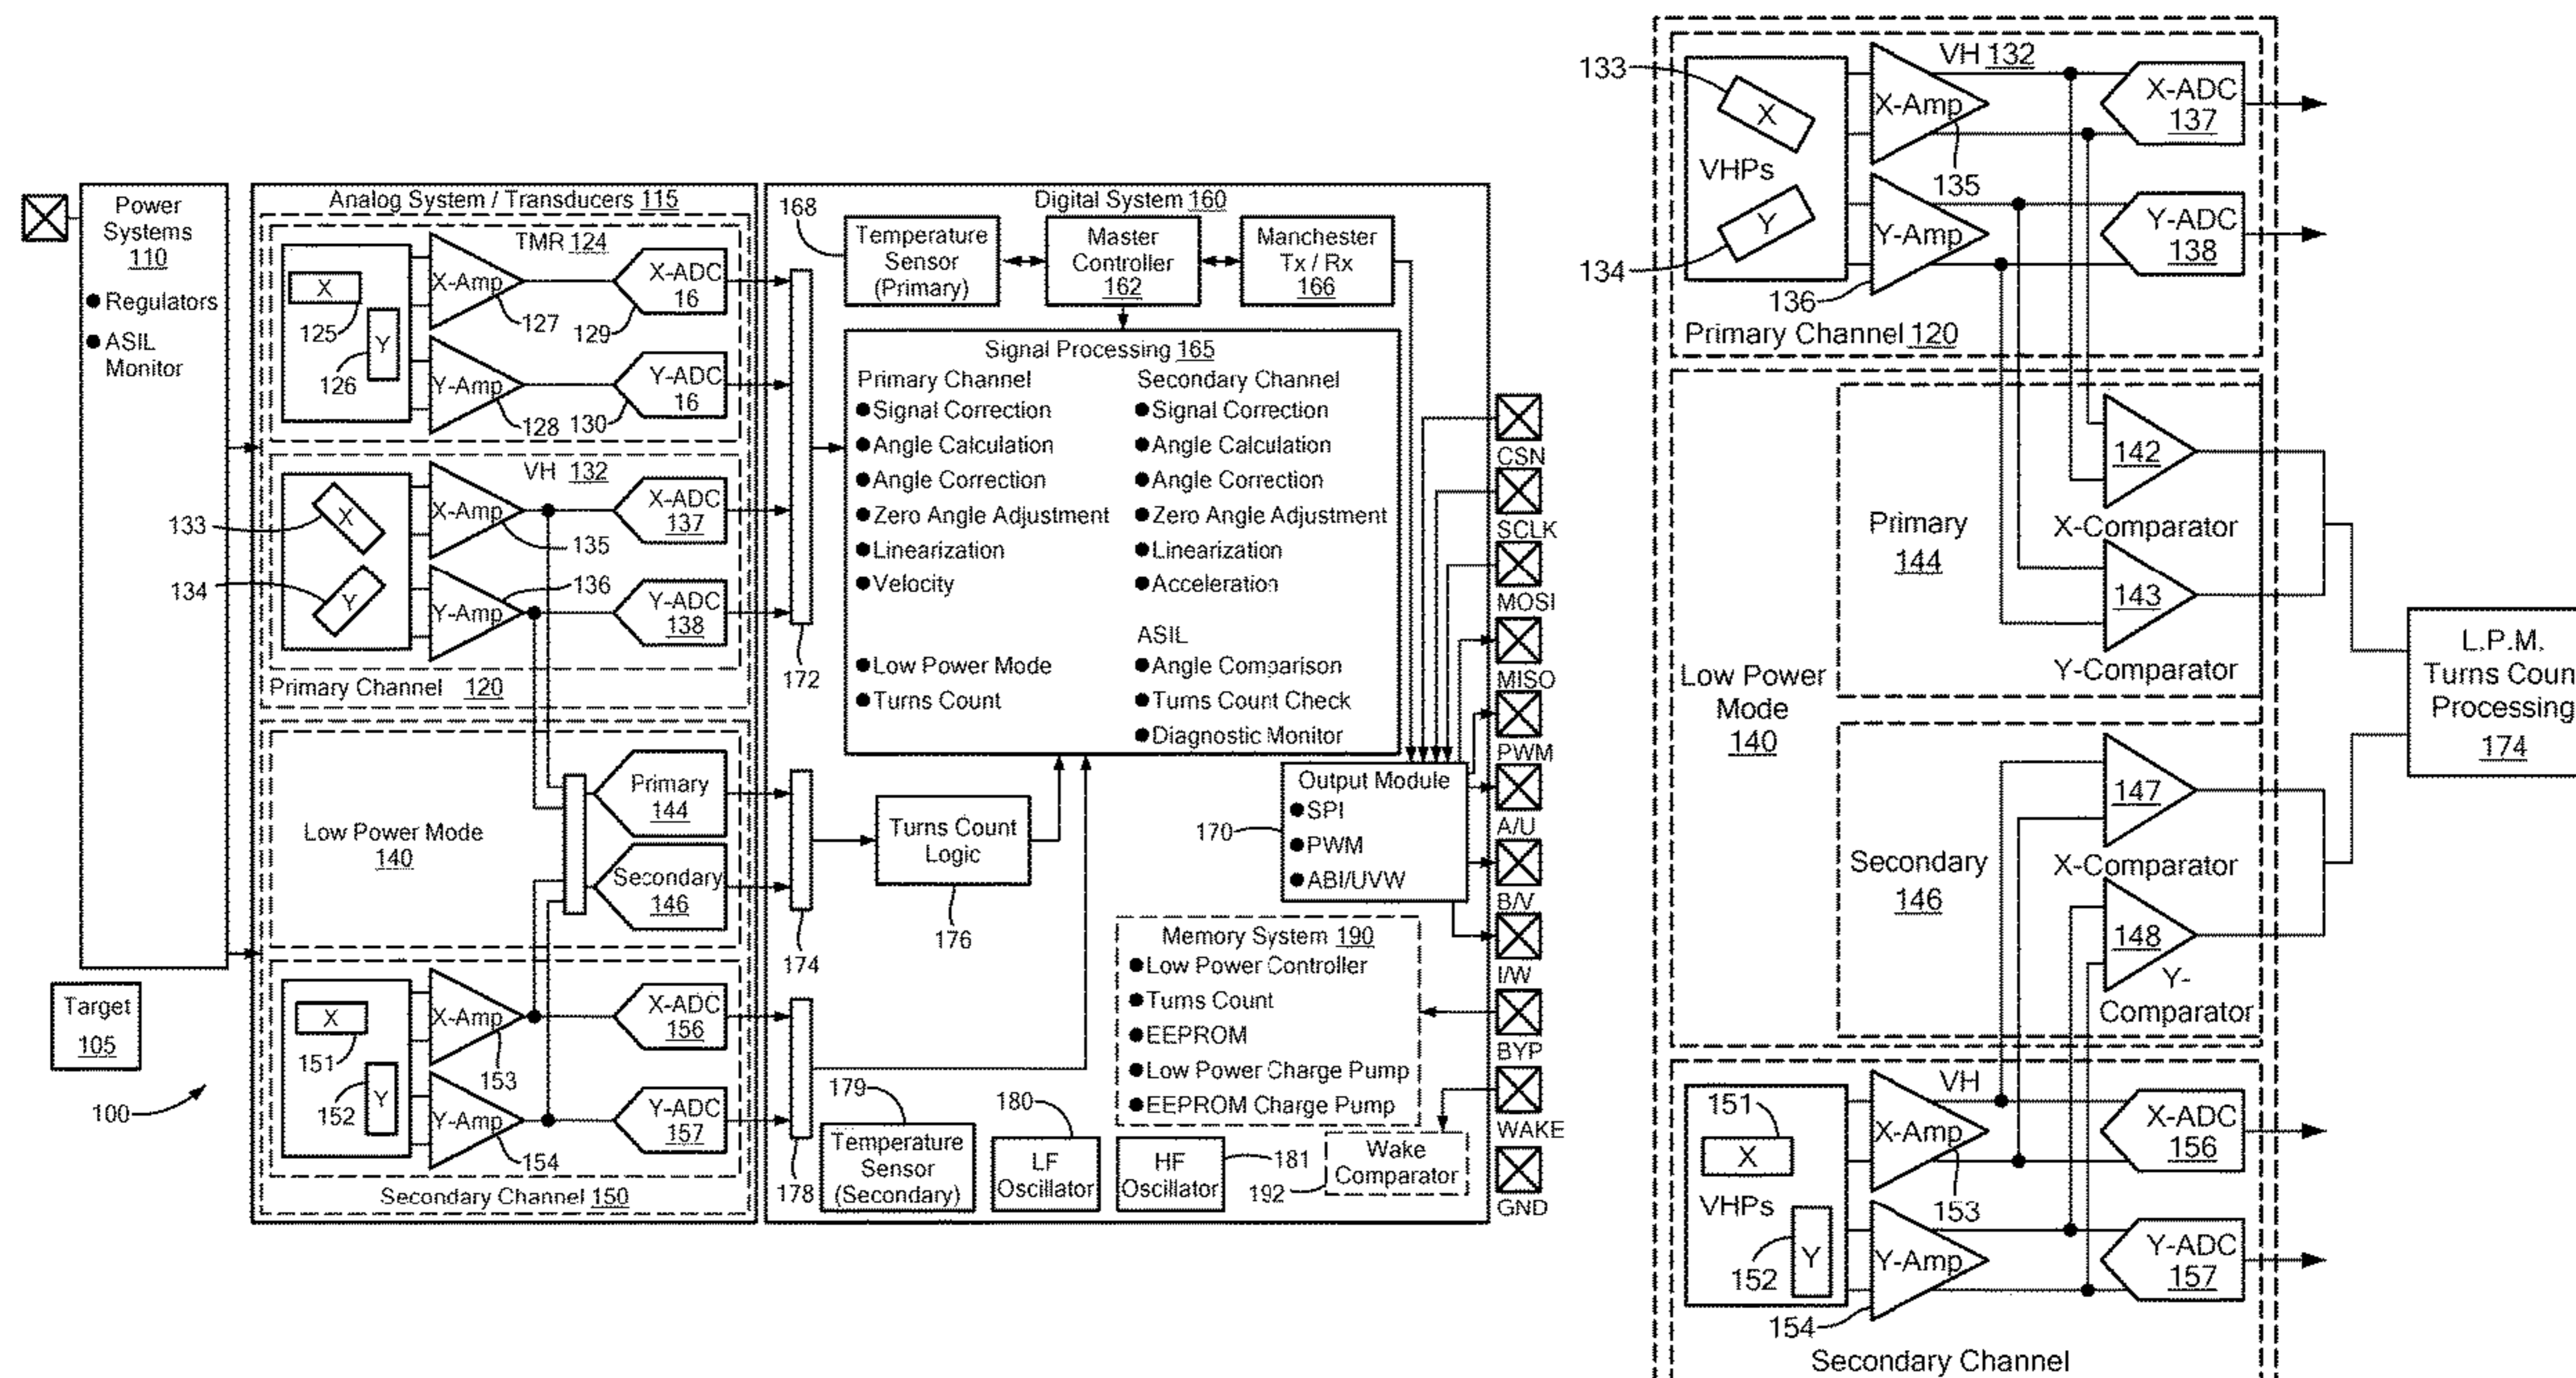 Power
Systems
110
● Regulators
● ASIL
Monitor
Target
105
100
Analog System / Transducers 115
TMR 124
X
125
Y
126
X-Amp
127
Y-Amp
128
129
X-ADC
16
130
Y-ADC
16
VH 132
133
X
134
Y
X-Amp
135
136
Y-Amp
X-ADC
137
Y-ADC
138
Primary Channel 120
Low Power Mode
140
Primary
144
Secondary
146
X
151
152
Y
X-Amp
153
Y-Amp
154
X-ADC
156
Y-ADC
157
Secondary Channel 150
172
174
178
Digital System 160
168
Temperature
Sensor
(Primary)
Master
Controller
162
Manchester
Tx / Rx
166
Signal Processing 165
Primary Channel
● Signal Correction
● Angle Calculation
● Angle Correction
● Zero Angle Adjustment
● Linearization
● Velocity
● Low Power Mode
● Turns Count
Secondary Channel
● Signal Correction
● Angle Calculation
● Angle Correction
● Zero Angle Adjustment
● Linearization
● Acceleration
ASIL
● Angle Comparison
● Turns Count Check
● Diagnostic Monitor
Turns Count
Logic
176
170
Output Module
● SPI
● PWM
● ABI/UVW
Memory System 190
● Low Power Controller
● Turns Count
● EEPROM
● Low Power Charge Pump
● EEPROM Charge Pump
179
Temperature
Sensor
(Secondary)
180
LF
Oscillator
HF
Oscillator
181
192
Wake
Comparator
CSN
SCLK
MOSI
MISO
PWM
A/U
B/V
I/W
BYP
WAKE
GND
133
X
VHPs
134
Y
VH 132
X-Amp
135
Y-Amp
136
X-ADC
137
Y-ADC
138
Primary Channel 120
Low Power
Mode
140
Primary
144
142
X-Comparator
143
Y-Comparator
Secondary
146
147
X-Comparator
148
Y-
Comparator
L.P.M.
Turns Coun
Processing
174
VH
151
X
VHPs
152
Y
X-Amp
153
Y-Amp
154
X-ADC
156
Y-ADC
157
Secondary Channel